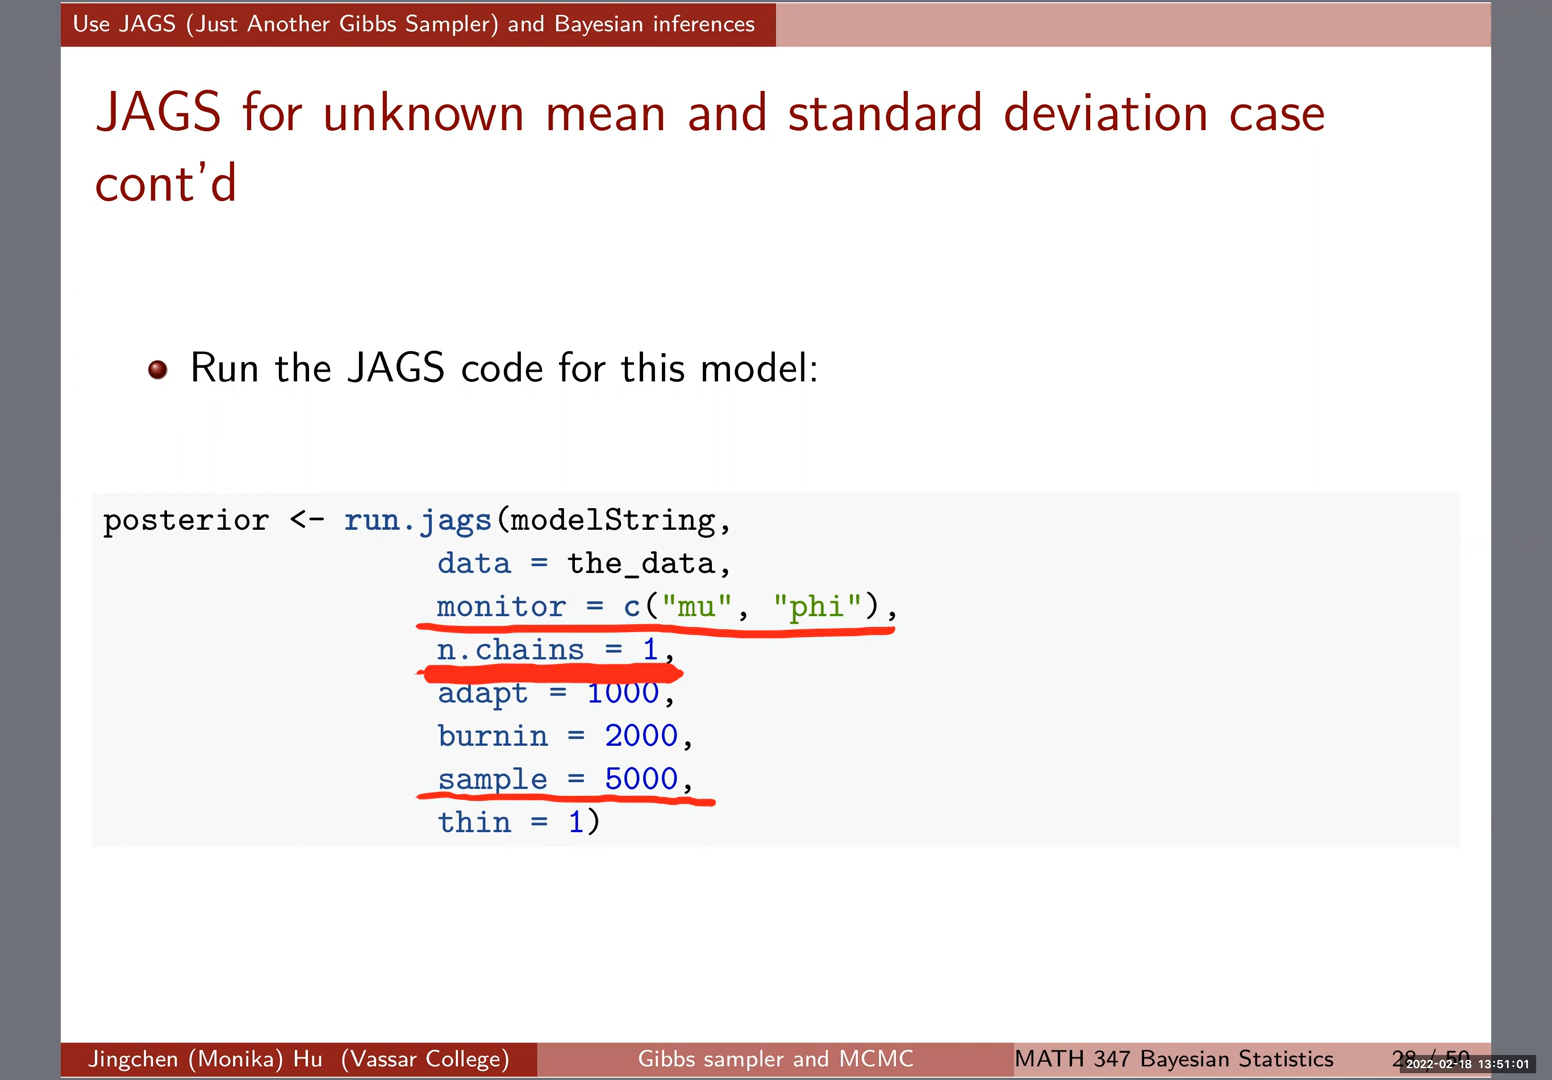 Use JAGS (Just Another Gibbs Sampler) and Bayesian inferences
JAGS for unknown mean and standard deviation case
cont'd
Run the JAGS code for this model:
posterior <- run.jags(modelString,
data = the_data,
monitor = c("mu", "phi"),
n.chains = 1,
adapt = 1000,
burnin = 2000,
sample = 5000,
thin = 1)
Jingchen (Monika) Hu (Vassar College) Gibbs sampler and MCMC MATH 347 Bayesian Statistics 28 / 50
2022-02-18 13:51:01